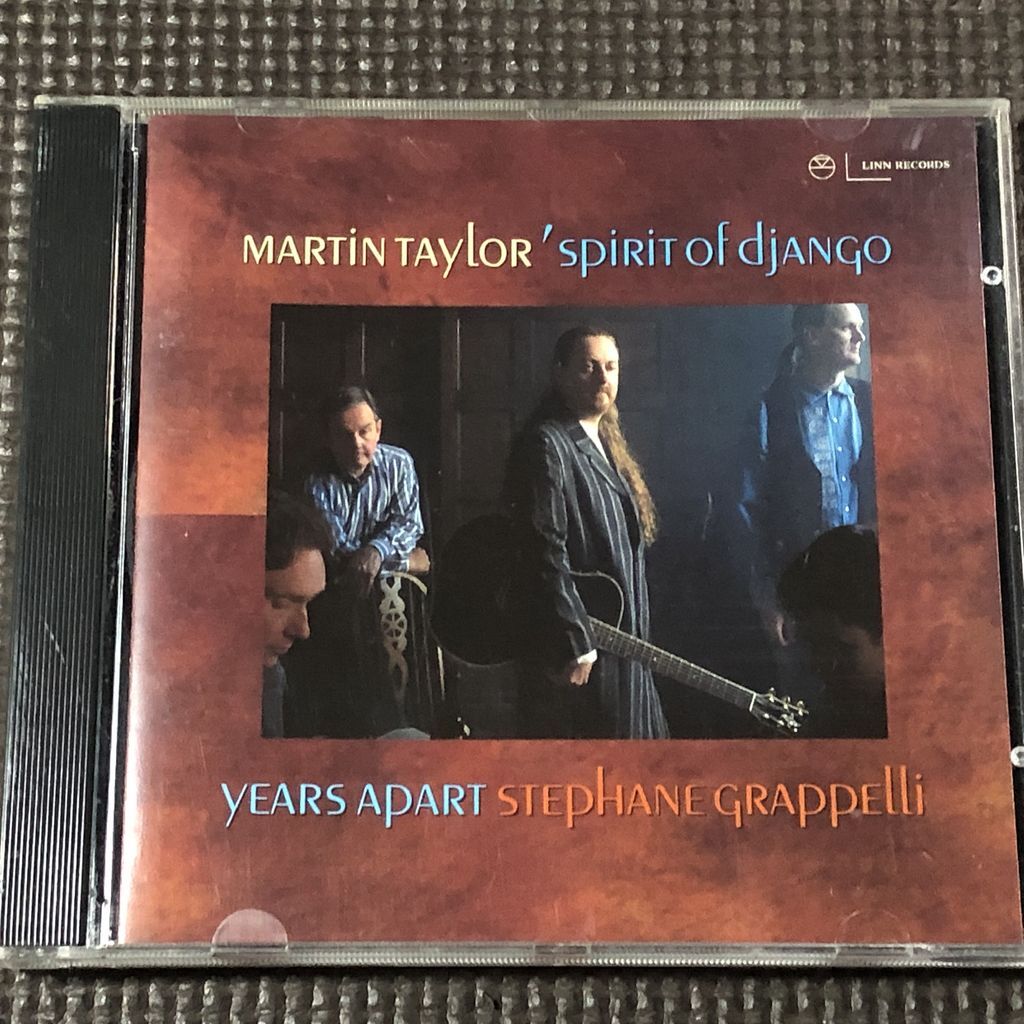 LINN RECORDS
MARTIN TAYLOR 'SPIRIT OF DJANGO
YEARS APART STEPHANE GRAPPELLI